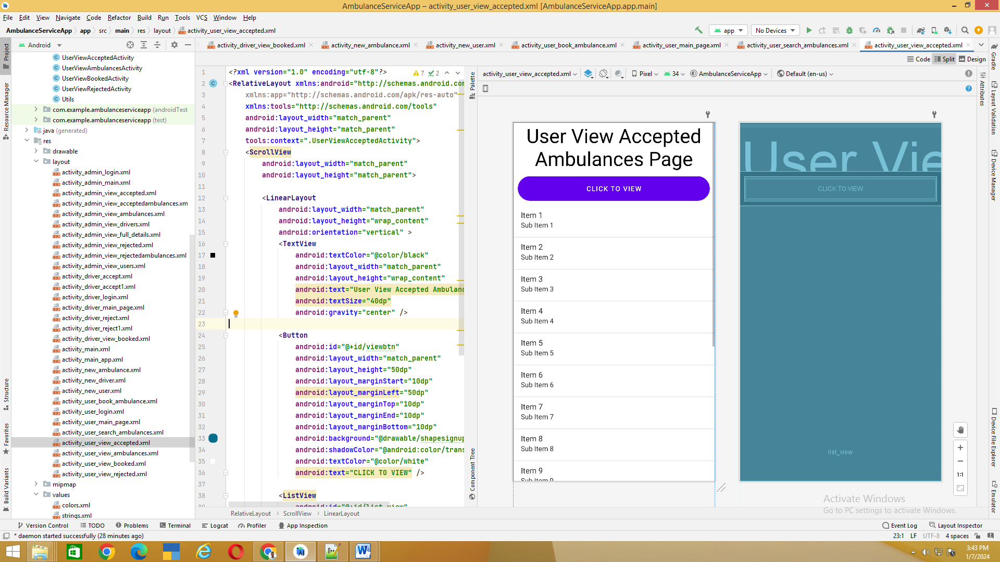 AmbulanceServiceApp – activity_user_view_accepted.xml [AmbulanceServiceApp.app.main]
File Edit View Navigate Code Refactor Build Run Tools VCS Window Help
AmbulanceServiceApp app src main res layout activity_user_view_accepted.xml
app No Devices
Android
activity_driver_view_booked.xml activity_new_ambulance.xml activity_new_user.xml activity_user_book_ambulance.xml activity_user_main_page.xml activity_user_search_ambulances.xml activity_user_view_accepted.xml
Code Split Design
Project
Resource Manager
Structure
Favorites
Build Variants
UserViewAcceptedActivity
UserViewAmbulancesActivity
UserViewBookedActivity
UserViewRejectedActivity
Utils
com.example.ambulanceserviceapp (androidTest
com.example.ambulanceserviceapp (test)
java (generated)
res
drawable
layout
activity_admin_login.xml
activity_admin_main.xml
activity_admin_view_accepted.xml
activity_admin_view_acceptedambulances.xm
activity_admin_view_ambulances.xml
activity_admin_view_drivers.xml
activity_admin_view_full_details.xml
activity_admin_view_rejected.xml
activity_admin_view_rejectedambulances.xml
activity_admin_view_users.xml
activity_driver_accept.xml
activity_driver_accept1.xml
activity_driver_login.xml
activity_driver_main_page.xml
activity_driver_reject.xml
activity_driver_reject1.xml
activity_driver_view_booked.xml
activity_main.xml
activity_main_app.xml
activity_new_ambulance.xml
activity_new_driver.xml
activity_new_user.xml
activity_user_book_ambulance.xml
activity_user_login.xml
activity_user_main_page.xml
activity_user_search_ambulances.xml
activity_user_view_accepted.xml
activity_user_view_ambulances.xml
activity_user_view_booked.xml
activity_user_view_rejected.xml
mipmap
values
colors.xml
strings.xml
7 2
1 <?xml version="1.0" encoding="utf-8"?>
2 <RelativeLayout xmlns:android="http://schemas.android.com
3 xmlns:app="http://schemas.android.com/apk/res-auto"
4 xmlns:tools="http://schemas.android.com/tools"
5 android:layout_width="match_parent"
6 android:layout_height="match_parent"
7 tools:context=".UserViewAcceptedActivity">
8 <ScrollView
9 android:layout_width="match_parent"
10 android:layout_height="match_parent">
11
12 <LinearLayout
13 android:layout_width="match_parent"
14 android:layout_height="wrap_content"
15 android:orientation="vertical" >
16 <TextView
17 android:textColor="@color/black"
18 android:layout_width="match_parent"
19 android:layout_height="wrap_content"
20 android:text="User View Accepted Ambulanc
21 android:textSize="40dp"
22 android:gravity="center" />
23
24 <Button
25 android:id="@+id/viewbtn"
26 android:layout_width="match_parent"
27 android:layout_height="50dp"
28 android:layout_marginStart="10dp"
29 android:layout_marginLeft="50dp"
30 android:layout_marginTop="10dp"
31 android:layout_marginEnd="10dp"
32 android:layout_marginBottom="10dp"
33 android:background="@drawable/shapesignup
34 android:shadowColor="@android:color/trans
35 android:textColor="@color/white"
36 android:text="CLICK TO VIEW" />
37
38 <ListView
39 android:id="@+id/list_view"
RelativeLayout ScrollView LinearLayout
Palette
Component Tree
activity_user_view_accepted.xml Pixel 34 AmbulanceServiceApp Default (en-us)
User View Accepted
Ambulances Page
CLICK TO VIEW
Item 1
Sub Item 1
Item 2
Sub Item 2
Item 3
Sub Item 3
Item 4
Sub Item 4
Item 5
Sub Item 5
Item 6
Sub Item 6
Item 7
Sub Item 7
Item 8
Sub Item 8
Item 9
Sub Item 9
User Vie
CLICK TO VIEW
list_view
1:1
Activate Windows
Go to PC settings to activate Windows.
Gradle
Attributes
Layout Validation
Device Manager
Device File Explorer
Emulator
Version Control TODO Problems Terminal Logcat Profiler App Inspection Event Log Layout Inspector
* daemon started successfully (28 minutes ago) 23:1 LF UTF-8 4 spaces
3:43 PM
1/7/2024